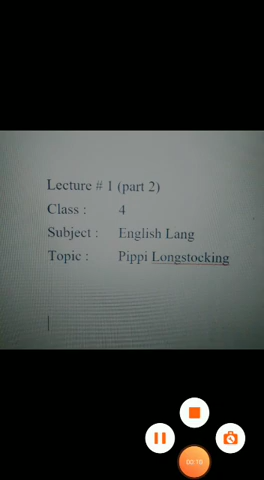 Lecture # 1 (part 2)
Class : 4
Subject : English Lang
Topic : Pippi Longstocking